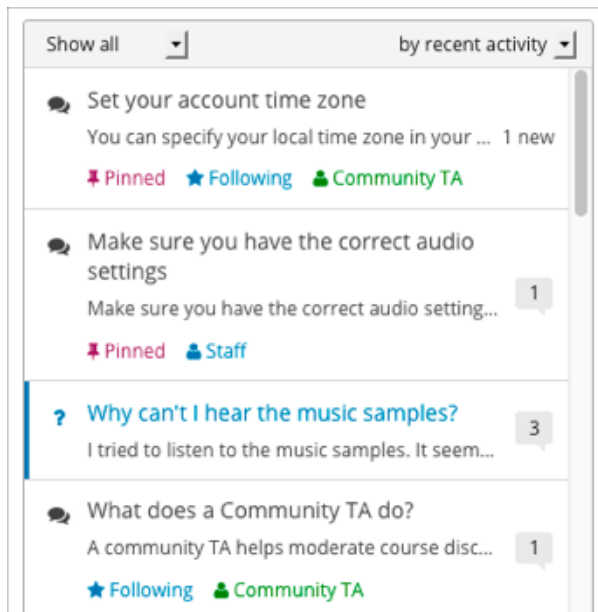 Show all by recent activity
Set your account time zone
You can specify your local time zone in your ... 1 new
Pinned Following Community TA
Make sure you have the correct audio
settings
1
Make sure you have the correct audio setting...
Pinned Staff
? Why can't I hear the music samples?
3
I tried to listen to the music samples. It seem...
What does a Community TA do?
A community TA helps moderate course disc... 1
Following Community TA